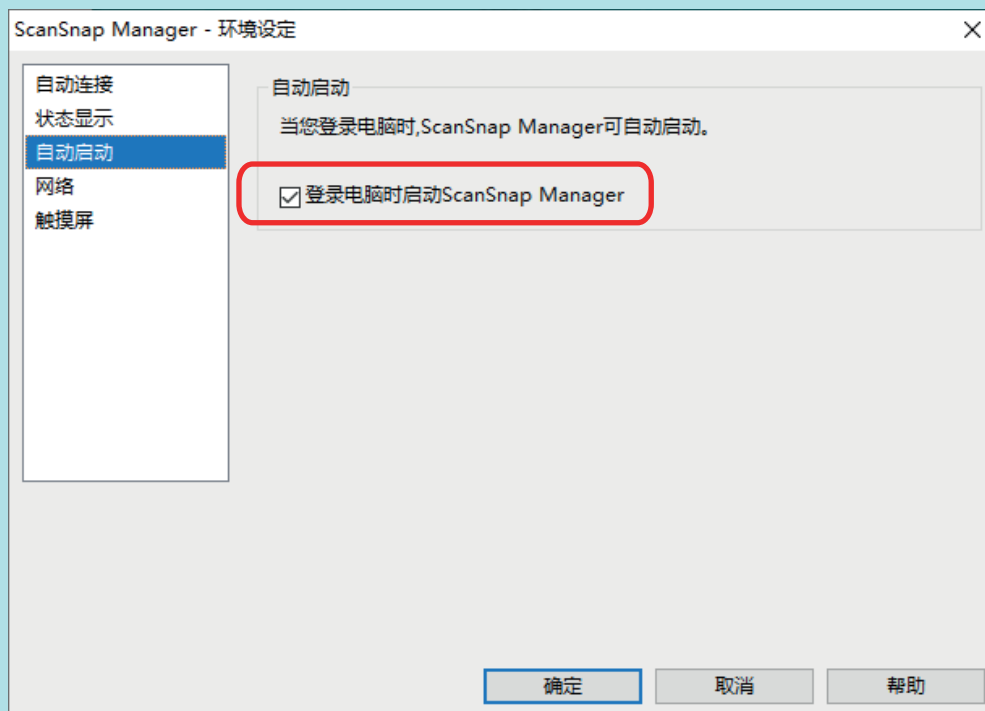 ScanSnap Manager - 环境设定
自动连接
状态显示
自动启动
网络
触摸屏
自动启动
当您登录电脑时,ScanSnap Manager可自动启动。
登录电脑时启动ScanSnap Manager
确定
取消
帮助